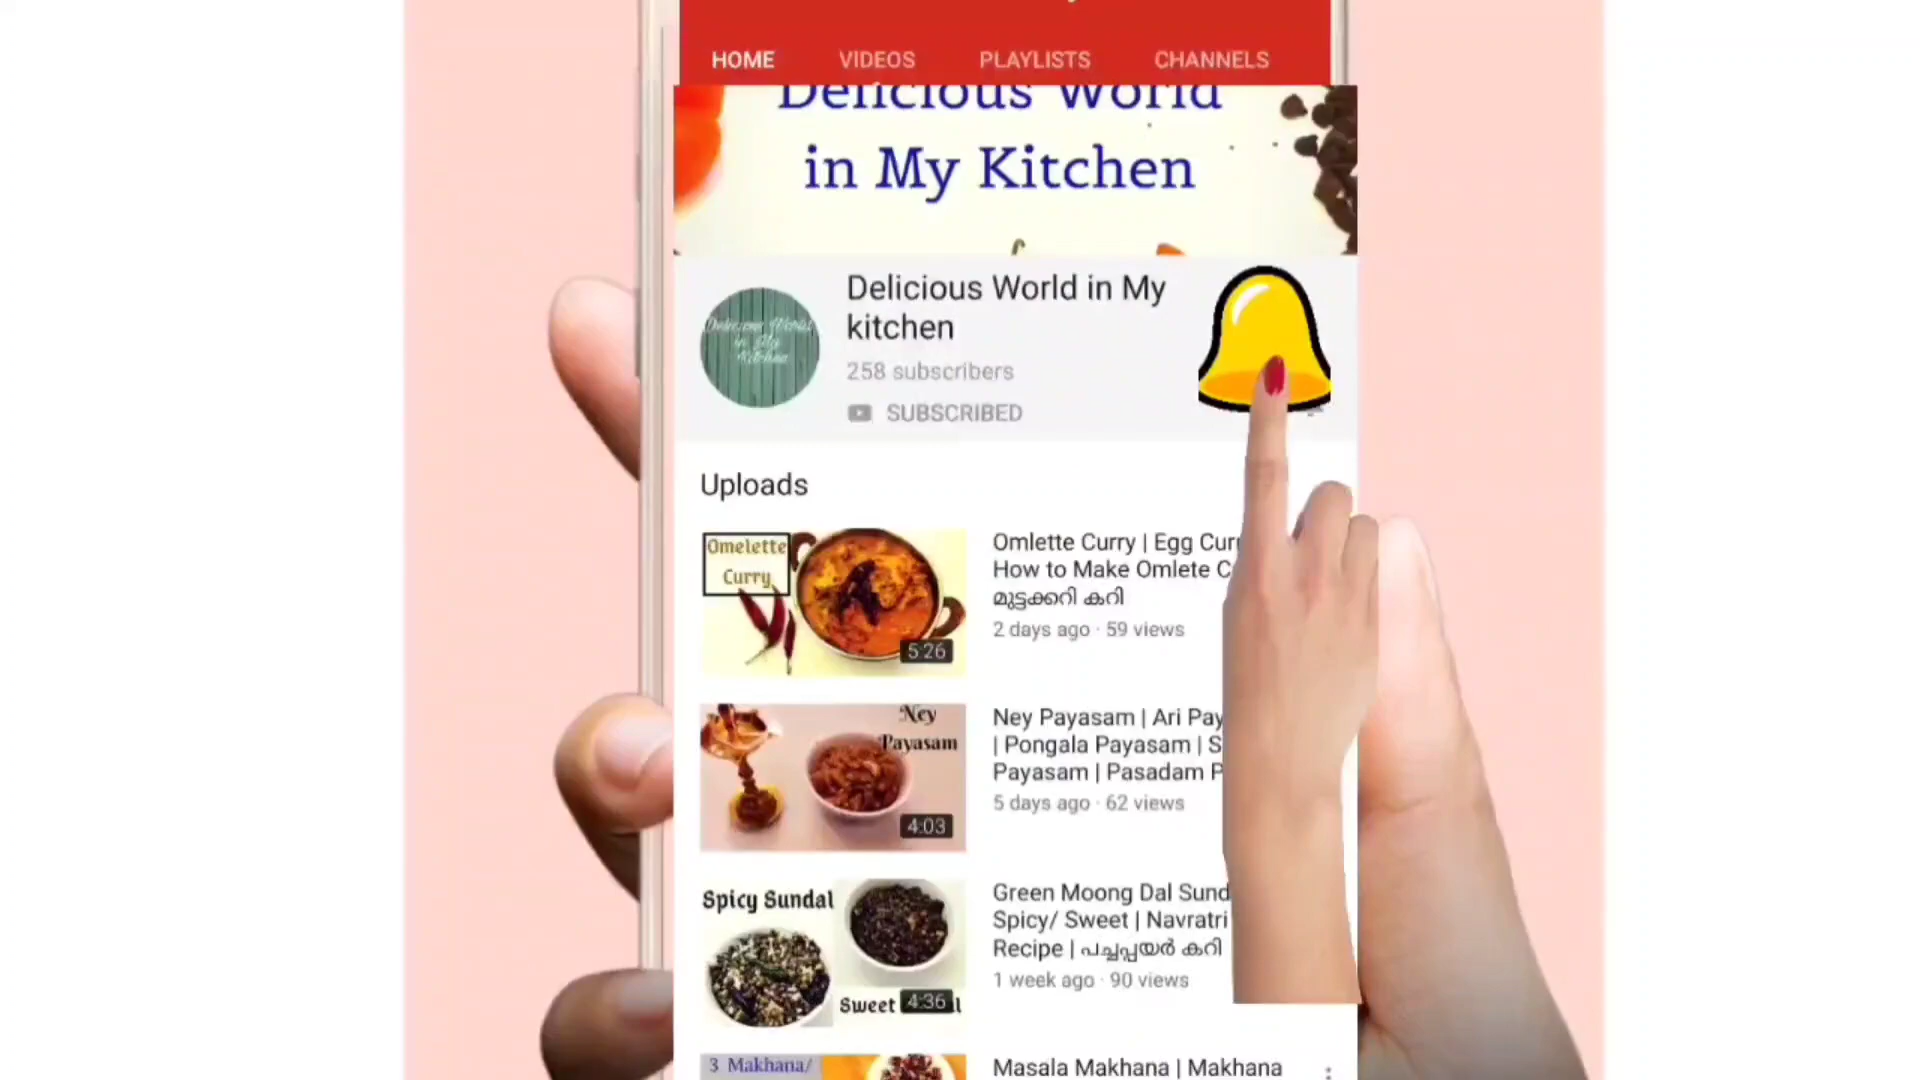 HOME VIDEOS PLAYLISTS CHANNELS
Delicious World
in My Kitchen
Delicious World in My
kitchen
258 subscribers
SUBSCRIBED
Uploads
Omelette
Curry
5:26
Omlette Curry | Egg Curr
How to Make Omlete C
മുട്ടക്കറി കറി
2 days ago · 59 views
Ney
Payasam
4:03
Ney Payasam | Ari Pay
| Pongala Payasam | S
Payasam | Pasadam P
5 days ago · 62 views
Spicy Sundal
Sweet
4:36
Green Moong Dal Sund
Spicy/ Sweet | Navratri
Recipe | പച്ചപ്പയർ കറി
1 week ago · 90 views
3 Makhana/
Masala Makhana | Makhana